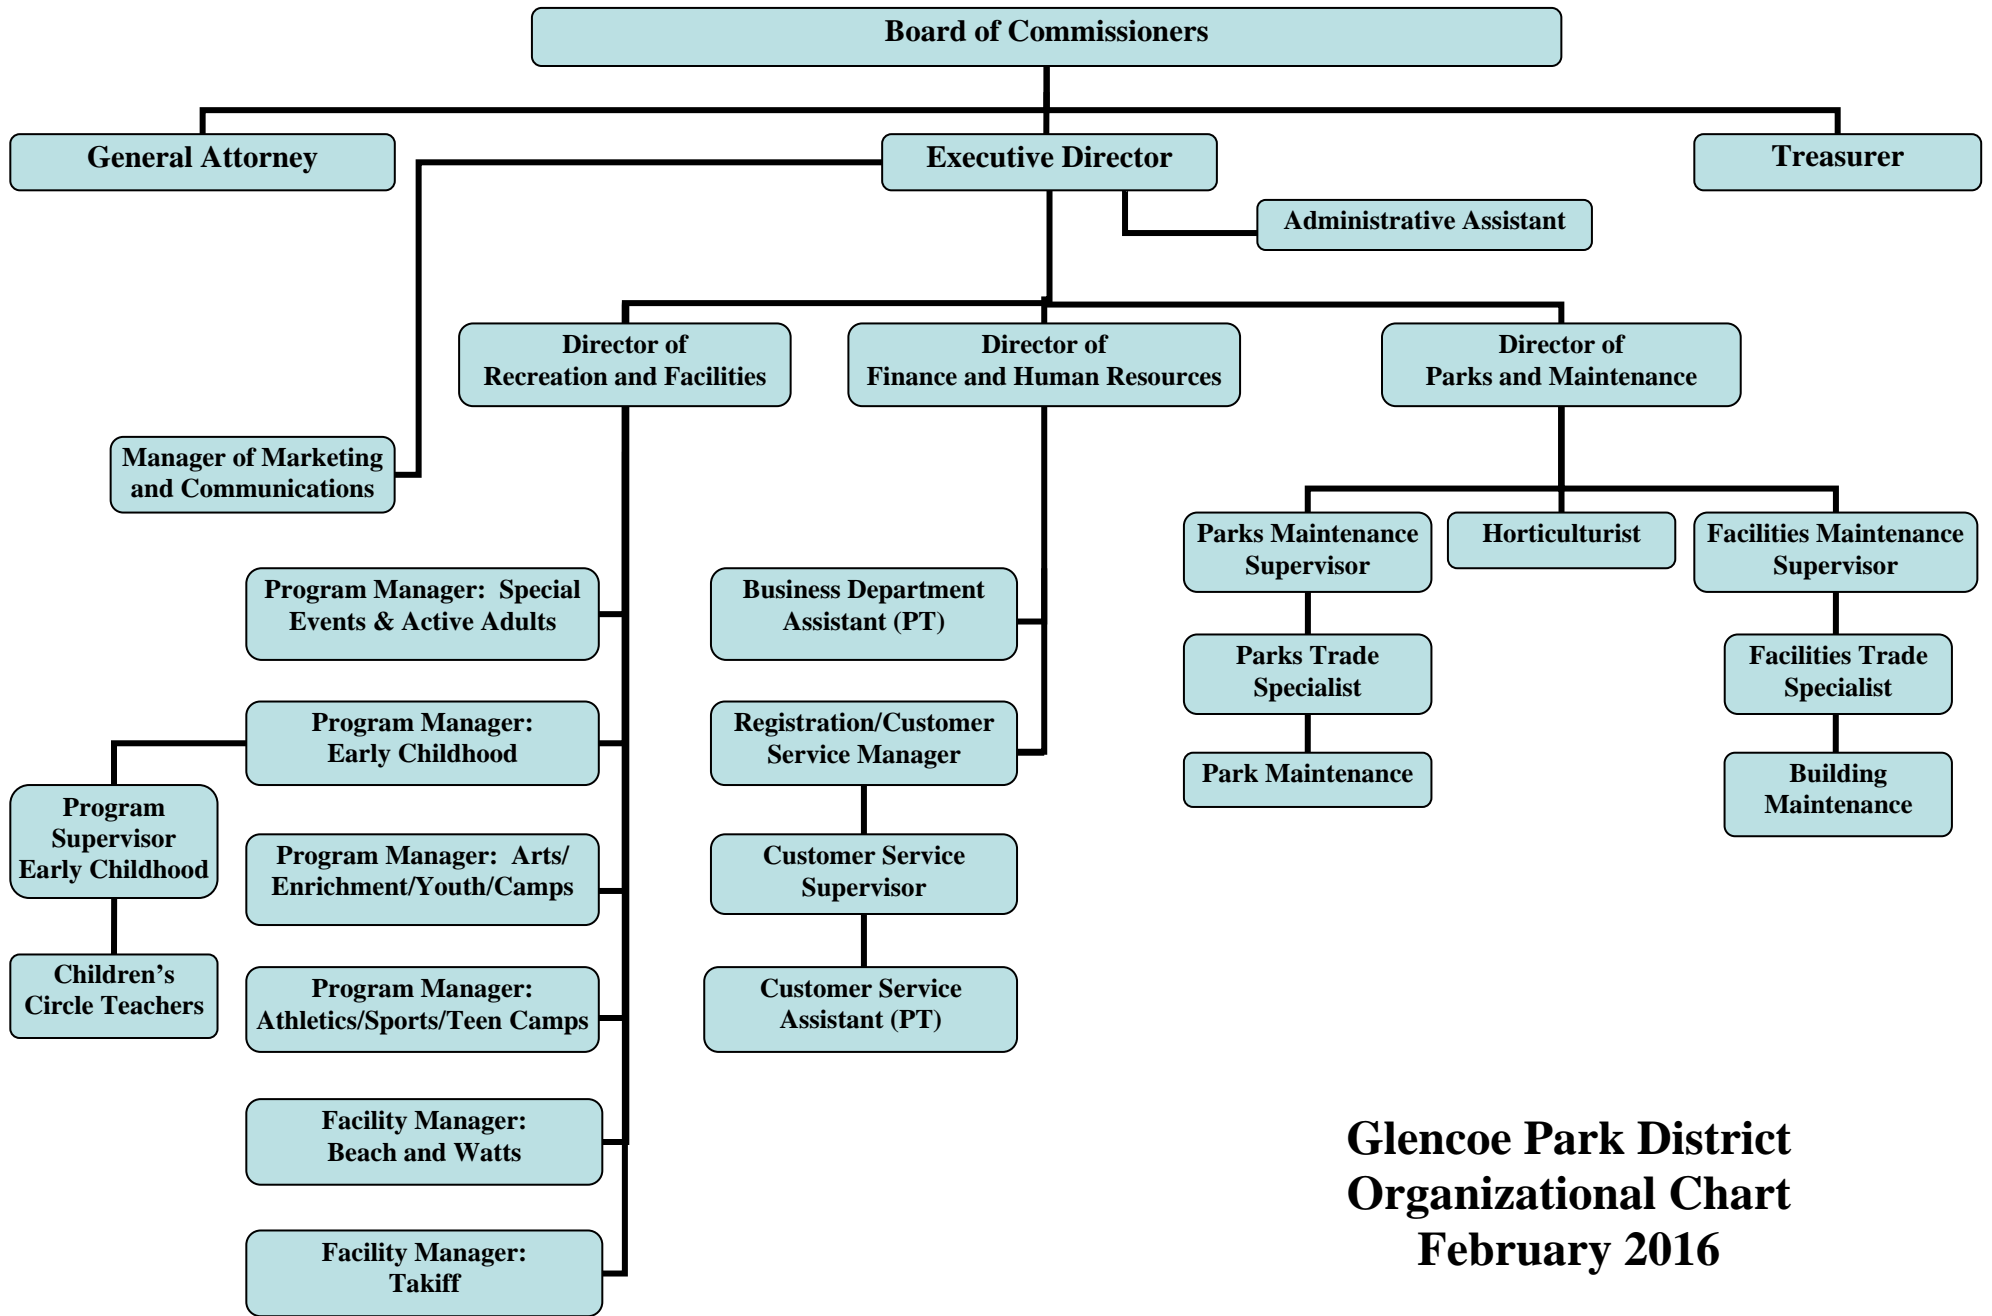 Board of Commissioners
General Attorney
Executive Director
Treasurer
Administrative Assistant
Director of
Recreation and Facilities
Director of
Finance and Human Resources
Director of
Parks and Maintenance
Manager of Marketing
and Communications
Parks Maintenance
Supervisor
Horticulturist
Facilities Maintenance
Supervisor
Program Manager:  Special
Events & Active Adults
Business Department
Assistant (PT)
Parks Trade
Specialist
Facilities Trade
Specialist
Program Manager:
Early Childhood
Registration/Customer
Service Manager
Park Maintenance
Building
Maintenance
Program
Supervisor
Early Childhood
Program Manager:  Arts/
Enrichment/Youth/Camps
Customer Service
Supervisor
Children’s
Circle Teachers
Program Manager:
Athletics/Sports/Teen Camps
Customer Service
Assistant (PT)
Facility Manager:
Beach and Watts
Facility Manager:
Takiff
Glencoe Park District
Organizational Chart
February 2016